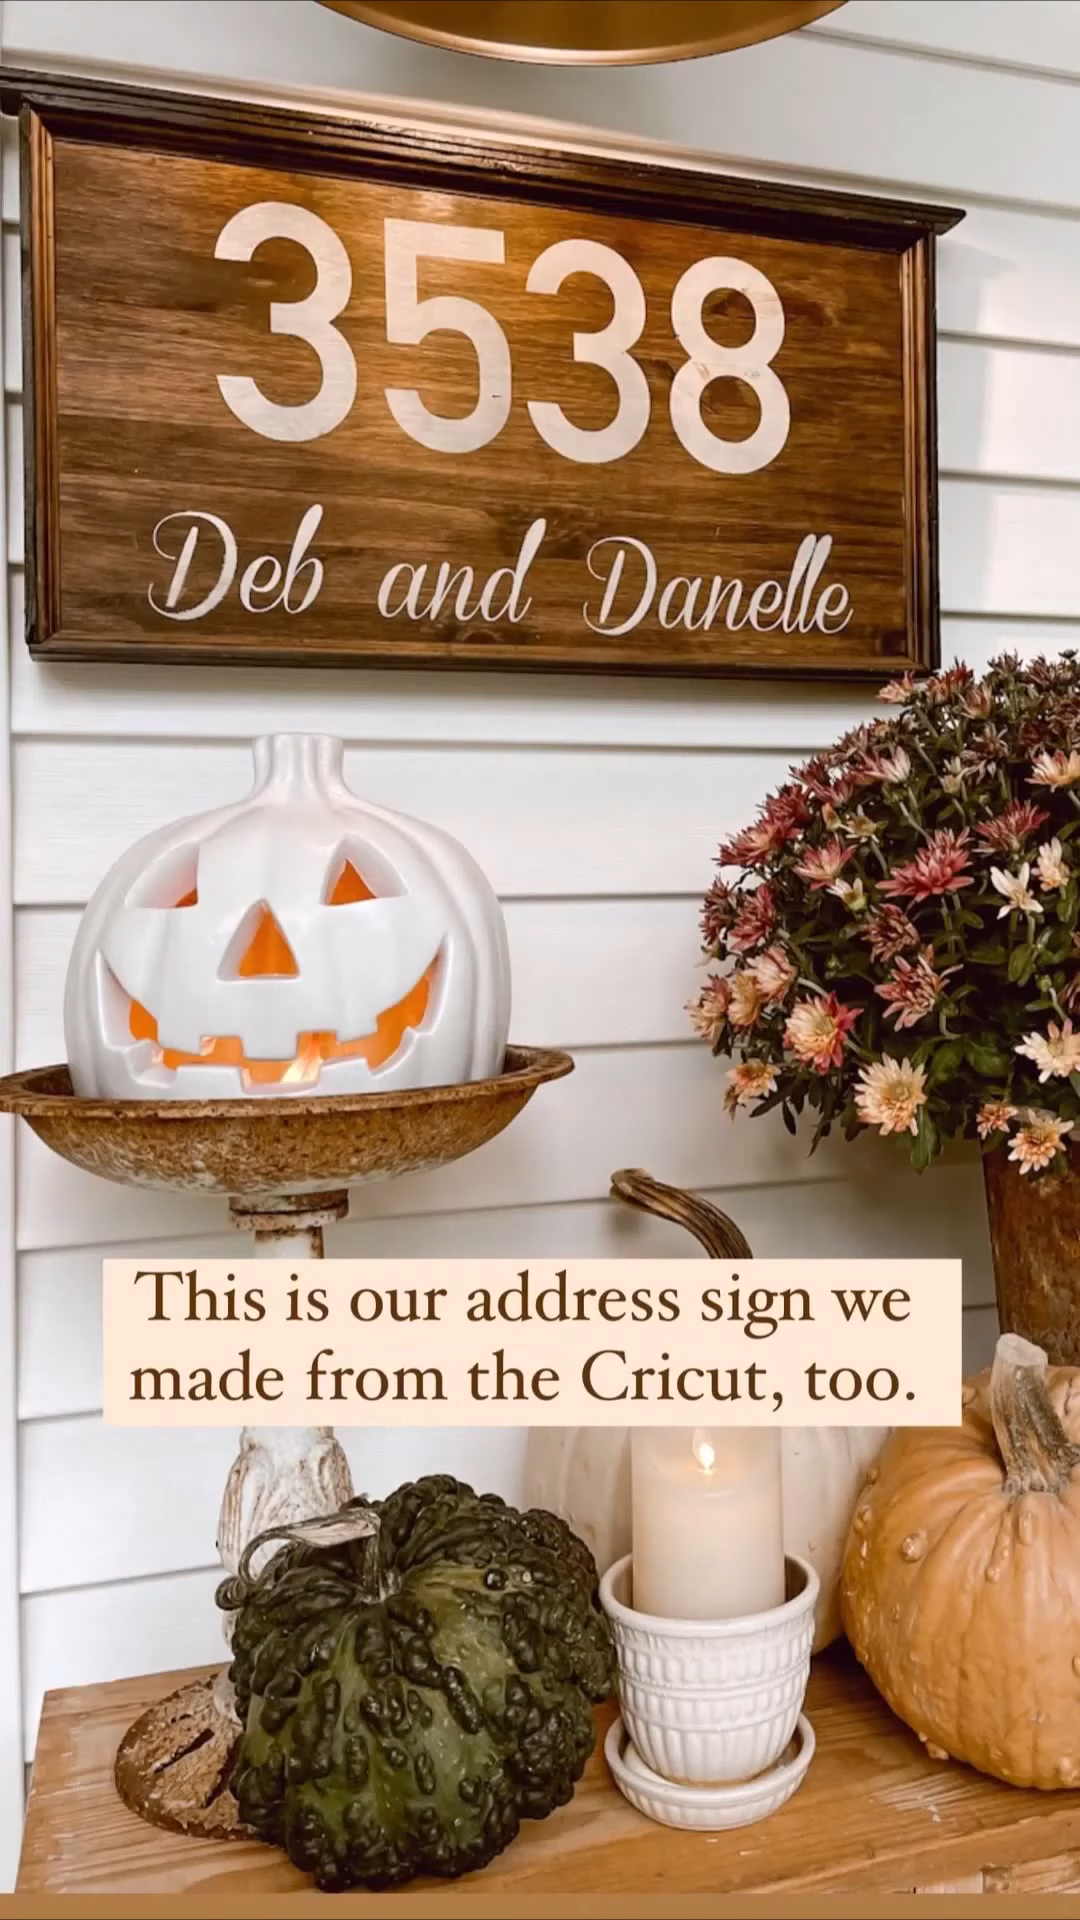 3538
Deb and Danelle
This is our address sign we
made from the Cricut, too.